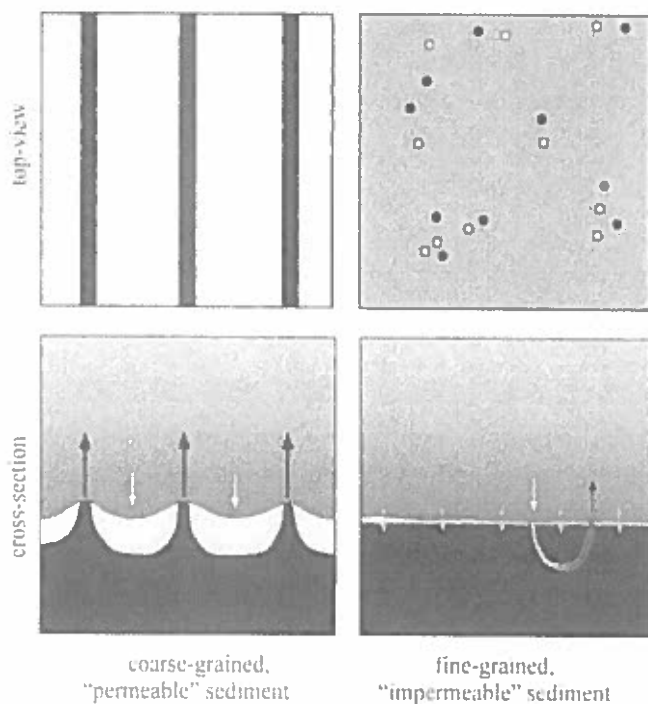 top-view
cross-section
coarse-grained,
"permeable" sediment
fine-grained,
"impermeable" sediment